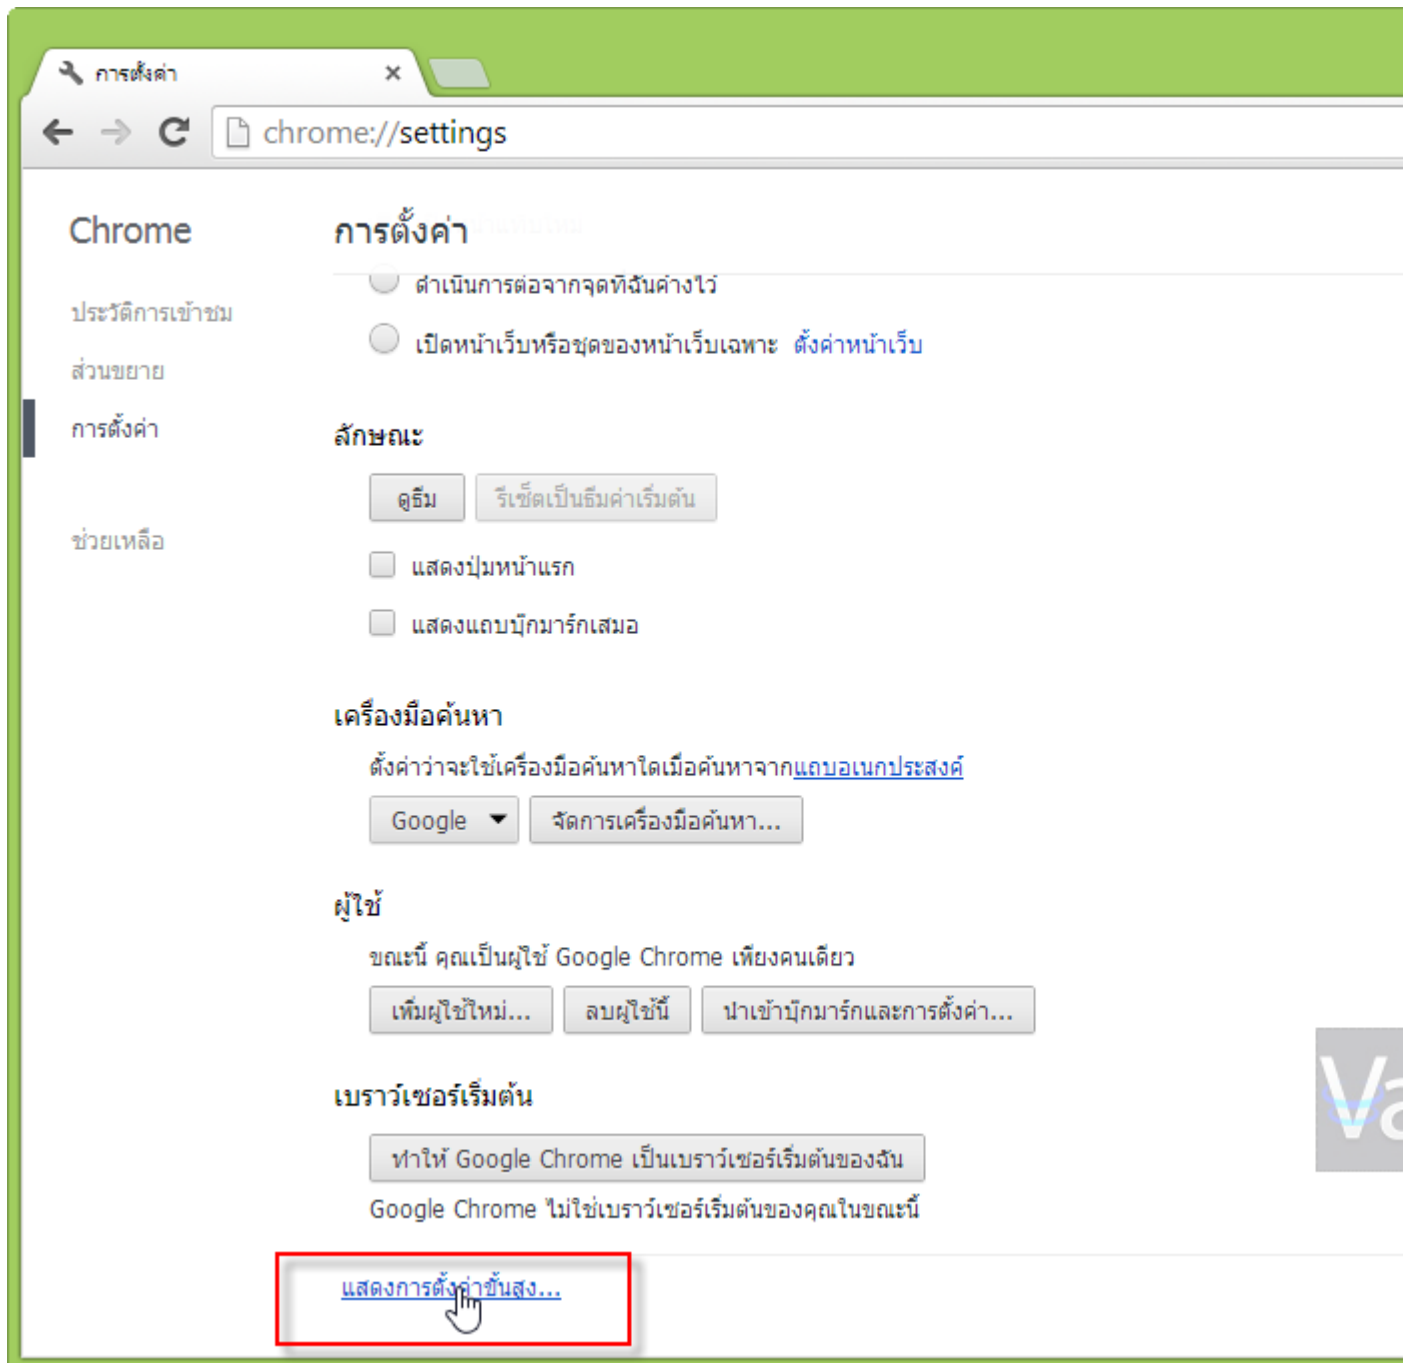 การตั้งค่า
chrome://settings
Chrome
การตั้งค่า
ประวัติการเข้าชม
ส่วนขยาย
การตั้งค่า
ช่วยเหลือ
ดำเนินการต่อจากจุดที่ฉันค้างไว้
เปิดหน้าเว็บหรือชุดของหน้าเว็บเฉพาะ ตั้งค่าหน้าเว็บ
ลักษณะ
ดูธีม รีเซ็ตเป็นธีมค่าเริ่มต้น
แสดงปุ่มหน้าแรก
แสดงแถบบุ๊กมาร์กเสมอ
เครื่องมือค้นหา
ตั้งค่าว่าจะใช้เครื่องมือค้นหาใดเมื่อค้นหาจากแถบอเนกประสงค์
Google จัดการเครื่องมือค้นหา...
ผู้ใช้
ขณะนี้ คุณเป็นผู้ใช้ Google Chrome เพียงคนเดียว
เพิ่มผู้ใช้ใหม่... ลบผู้ใช้นี้ นำเข้าบุ๊กมาร์กและการตั้งค่า...
เบราว์เซอร์เริ่มต้น
ทำให้ Google Chrome เป็นเบราว์เซอร์เริ่มต้นของฉัน
Google Chrome ไม่ใช่เบราว์เซอร์เริ่มต้นของคุณในขณะนี้
แสดงการตั้งค่าขั้นสูง...